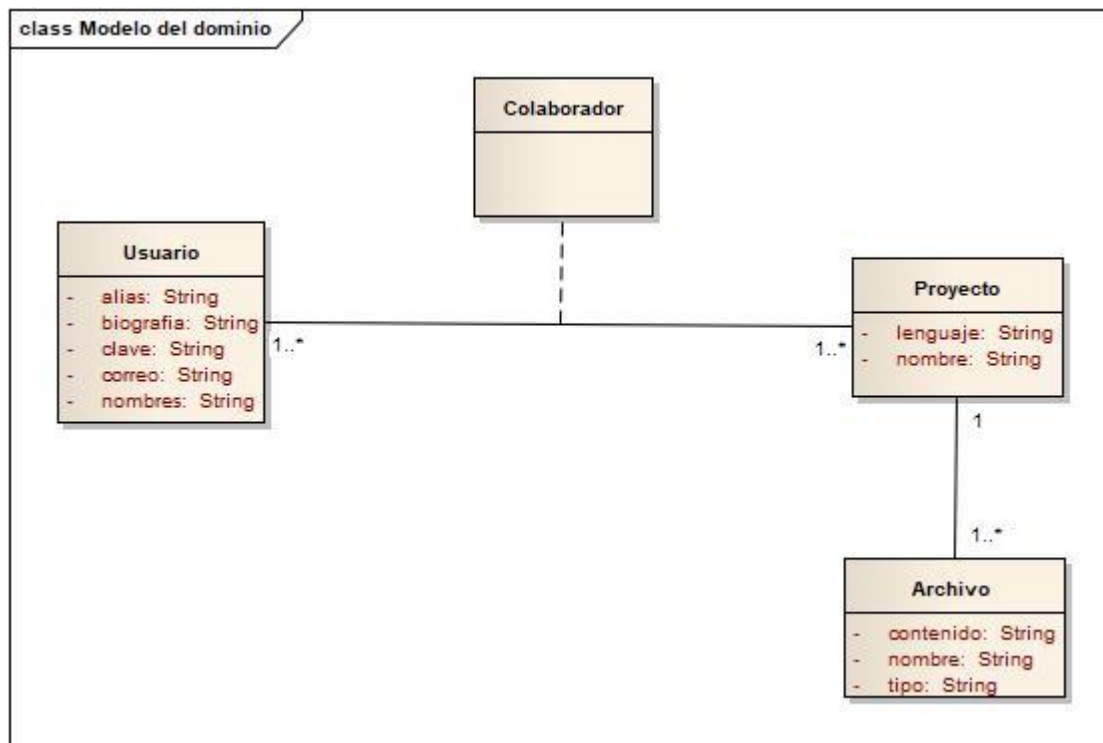 class Modelo del dominio
Colaborador
Usuario
- alias: String
- biografia: String
- clave: String
- correo: String
- nombres: String
1..*
1..*
Proyecto
- lenguaje: String
- nombre: String
1
1..*
Archivo
- contenido: String
- nombre: String
- tipo: String